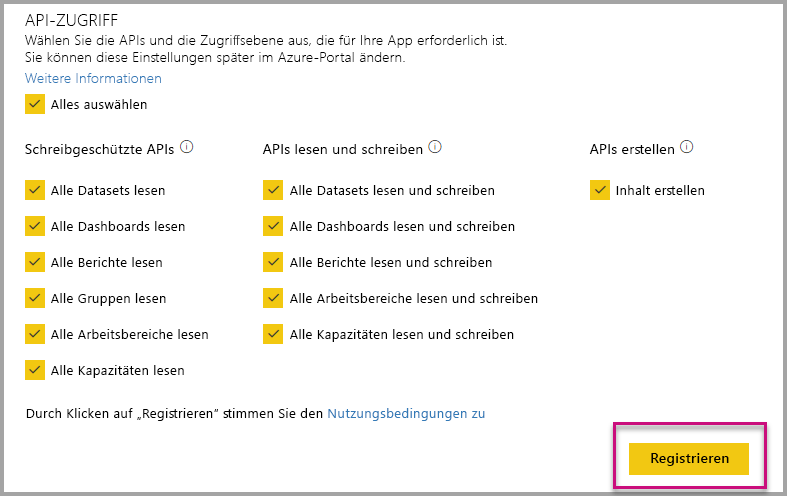 API-ZUGRIFF
Wählen Sie die APIs und die Zugriffsebene aus, die für Ihre App erforderlich ist.
Sie können diese Einstellungen später im Azure-Portal ändern.
Weitere Informationen
Alles auswählen
Schreibgeschützte APIs
Alle Datasets lesen
Alle Dashboards lesen
Alle Berichte lesen
Alle Gruppen lesen
Alle Arbeitsbereiche lesen
Alle Kapazitäten lesen
APIs lesen und schreiben
Alle Datasets lesen und schreiben
Alle Dashboards lesen und schreiben
Alle Berichte lesen und schreiben
Alle Arbeitsbereiche lesen und schreiben
Alle Kapazitäten lesen und schreiben
APIs erstellen
Inhalt erstellen
Durch Klicken auf „Registrieren“ stimmen Sie den Nutzungsbedingungen zu
Registrieren